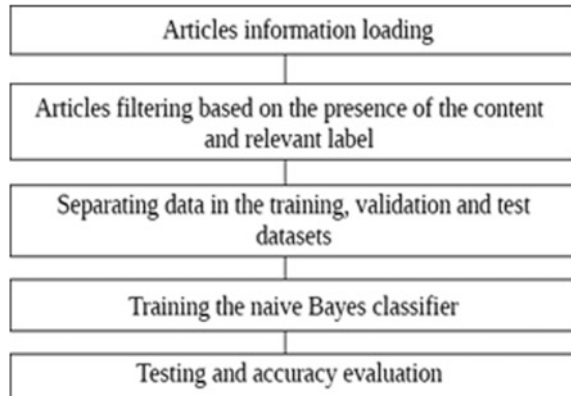 Articles information loading
Articles filtering based on the presence of the content
and relevant label
Separating data in the training, validation and test
datasets
Training the naive Bayes classifier
Testing and accuracy evaluation